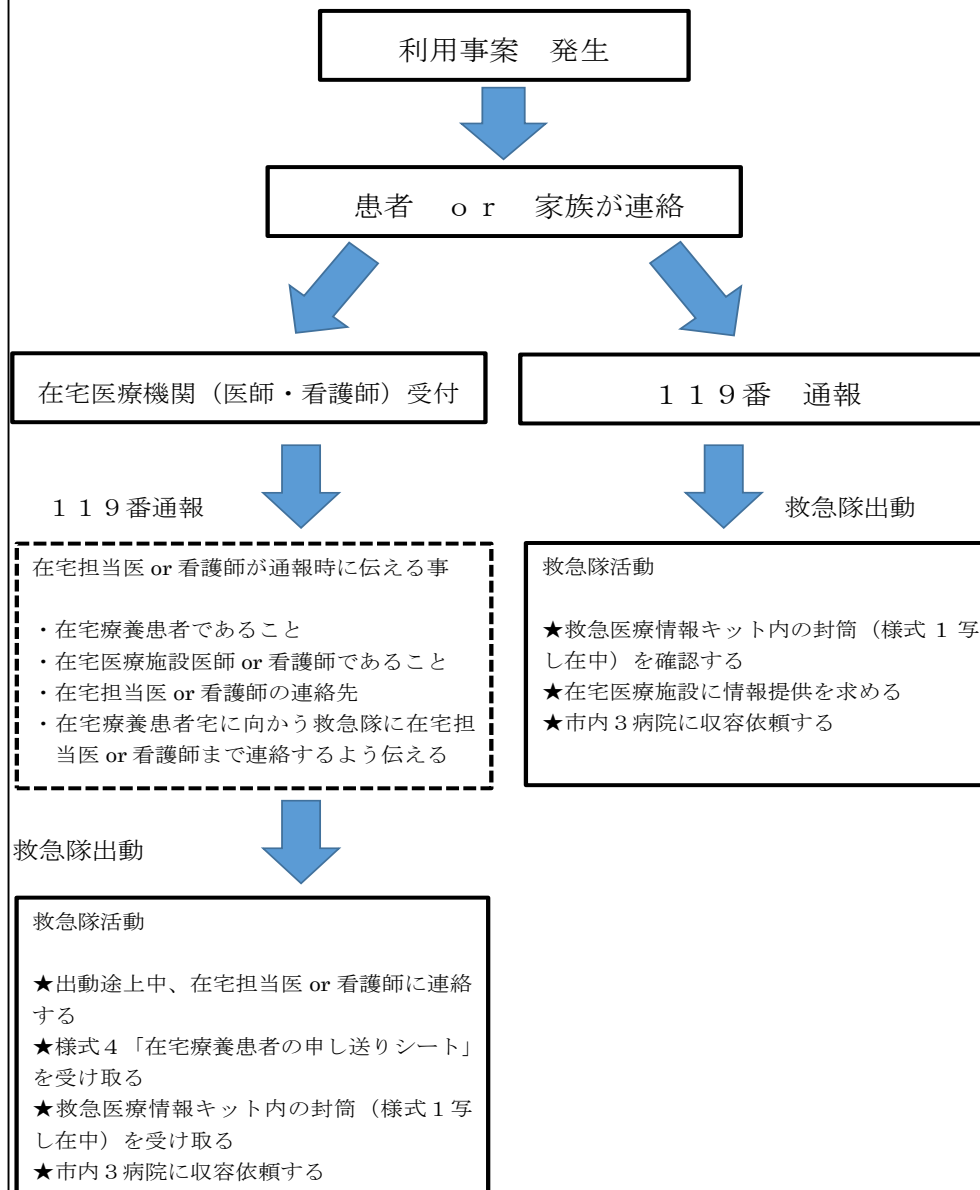 利用事案　発生
患者　ｏｒ　家族が連絡
在宅医療機関（医師・看護師）受付
１１９番通報
在宅担当医 or 看護師が通報時に伝える事
・在宅療養患者であること
・在宅医療施設医師 or 看護師であること
・在宅担当医 or 看護師の連絡先
・在宅療養患者宅に向かう救急隊に在宅担
当医 or 看護師まで連絡するよう伝える
救急隊出動
救急隊活動
★出動途上中、在宅担当医 or 看護師に連絡
する
★様式４「在宅療養患者の申し送りシート」
を受け取る
★救急医療情報キット内の封筒（様式１写
し在中）を受け取る
★市内３病院に収容依頼する
１１９番　通報
救急隊出動
救急隊活動
★救急医療情報キット内の封筒（様式 1 写
し在中）を確認する
★在宅医療施設に情報提供を求める
★市内３病院に収容依頼する